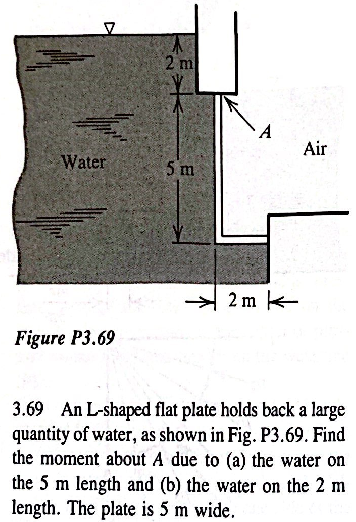 2 m
A
Air
Water
5 m
2 m
Figure P3.69
3.69 An L-shaped flat plate holds back a large
quantity of water, as shown in Fig. P3.69. Find
the moment about A due to (a) the water on
the 5 m length and (b) the water on the 2 m
length. The plate is 5 m wide.